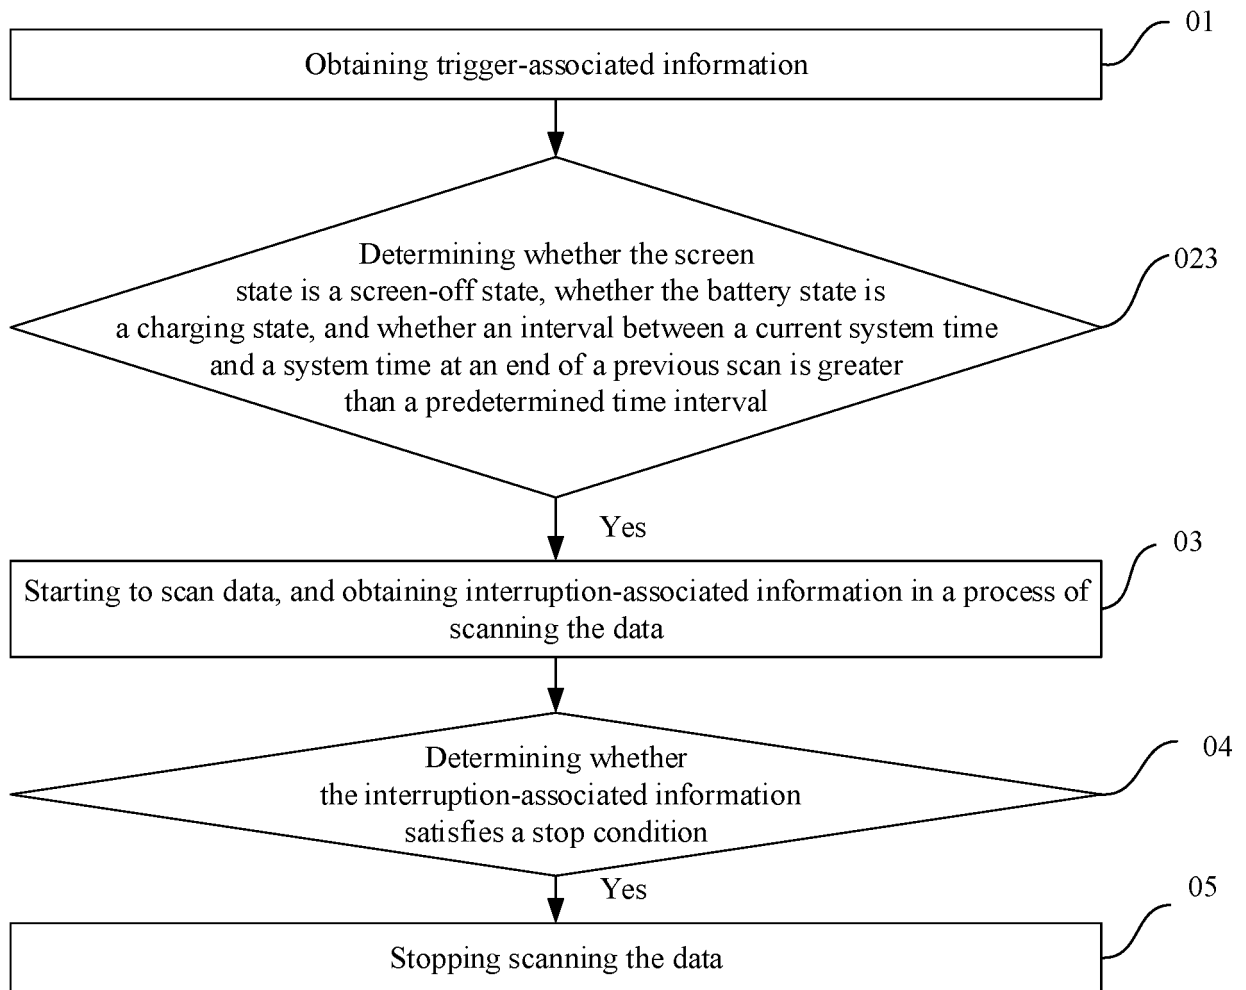 01
Obtaining trigger-associated information
Determining whether the screen
state is a screen-off state, whether the battery state is
a charging state, and whether an interval between a current system time
and a system time at an end of a previous scan is greater
than a predetermined time interval
023
Yes
03
Starting to scan data, and obtaining interruption-associated information in a process of
scanning the data
Determining whether
the interruption-associated information
satisfies a stop condition
04
Yes
05
Stopping scanning the data